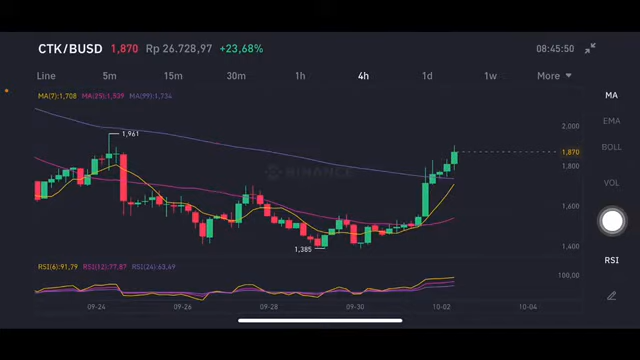 CTK/BUSD 1,870 Rp 26.728,97 +23,68% 08:45:50
Line 5m 15m 30m 1h 4h 1d 1w More
MA(7):1,708 MA(25):1,539 MA(99):1,734
MA
EMA
BOLL
VOL
RSI
1,961
2,000
1,870
1,800
BINANCE
1,600
1,385
1,400
RSI(6):91,79 RSI(12):77,87 RSI(24):63,49
100,00
09-24 09-26 09-28 09-30 10-02 10-04